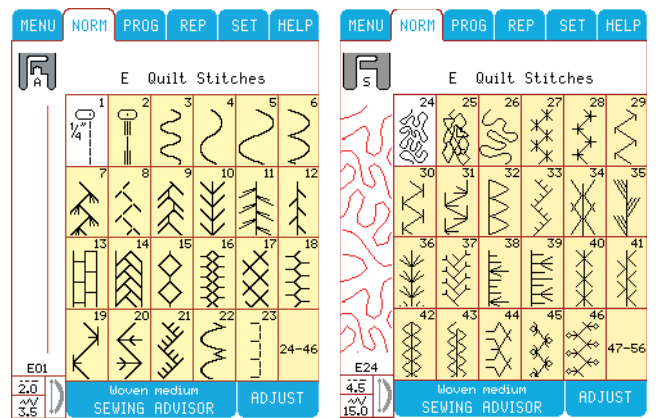 MENU NORM PROG REP SET HELP
A
E Quilt Stitches
1 2 3 4 5 6
1/4"
7 8 9 10 11 12
13 14 15 16 17 18
19 20 21 22 23
24-46
E01
2.0
3.5
Woven medium
SEWING ADVISOR
ADJUST
MENU NORM PROG REP SET HELP
S
E Quilt Stitches
24 25 26 27 28 29
30 31 32 33 34 35
36 37 38 39 40 41
42 43 44 45 46
47-56
E24
4.5
15.0
Woven medium
SEWING ADVISOR
ADJUST